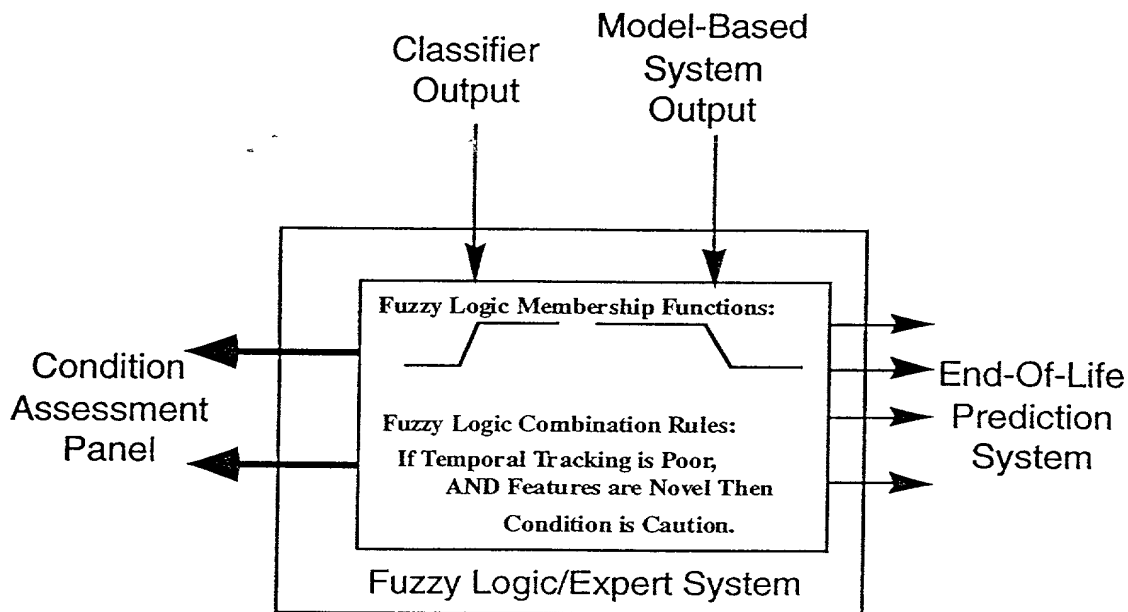 Classifier
Output
Model-Based
System
Output
Fuzzy Logic Membership Functions:
Condition
Assessment
Panel
End-Of-Life
Prediction
System
Fuzzy Logic Combination Rules:
If Temporal Tracking is Poor,
AND Features are Novel Then
Condition is Caution.
Fuzzy Logic/Expert System